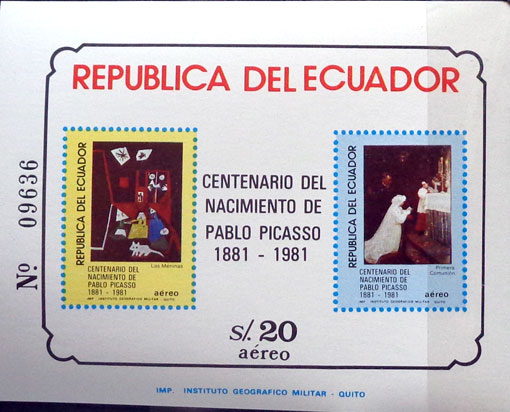 REPUBLICA DEL ECUADOR
Nº 09636
REPUBLICA DEL ECUADOR
Las Meninas
CENTENARIO DEL
NACIMIENTO DE
PABLO PICASSO
1881 - 1981
aéreo
IMP. INSTITUTO GEOGRAFICO MILITAR - QUITO
CENTENARIO DEL
NACIMIENTO DE
PABLO PICASSO
1881 - 1981
REPUBLICA DEL ECUADOR
Primera
Comunión
CENTENARIO DEL
NACIMIENTO DE
PABLO PICASSO
1881 - 1981
aéreo
IMP. INSTITUTO GEOGRAFICO MILITAR - QUITO
s/. 20
aéreo
IMP. INSTITUTO GEOGRAFICO MILITAR - QUITO